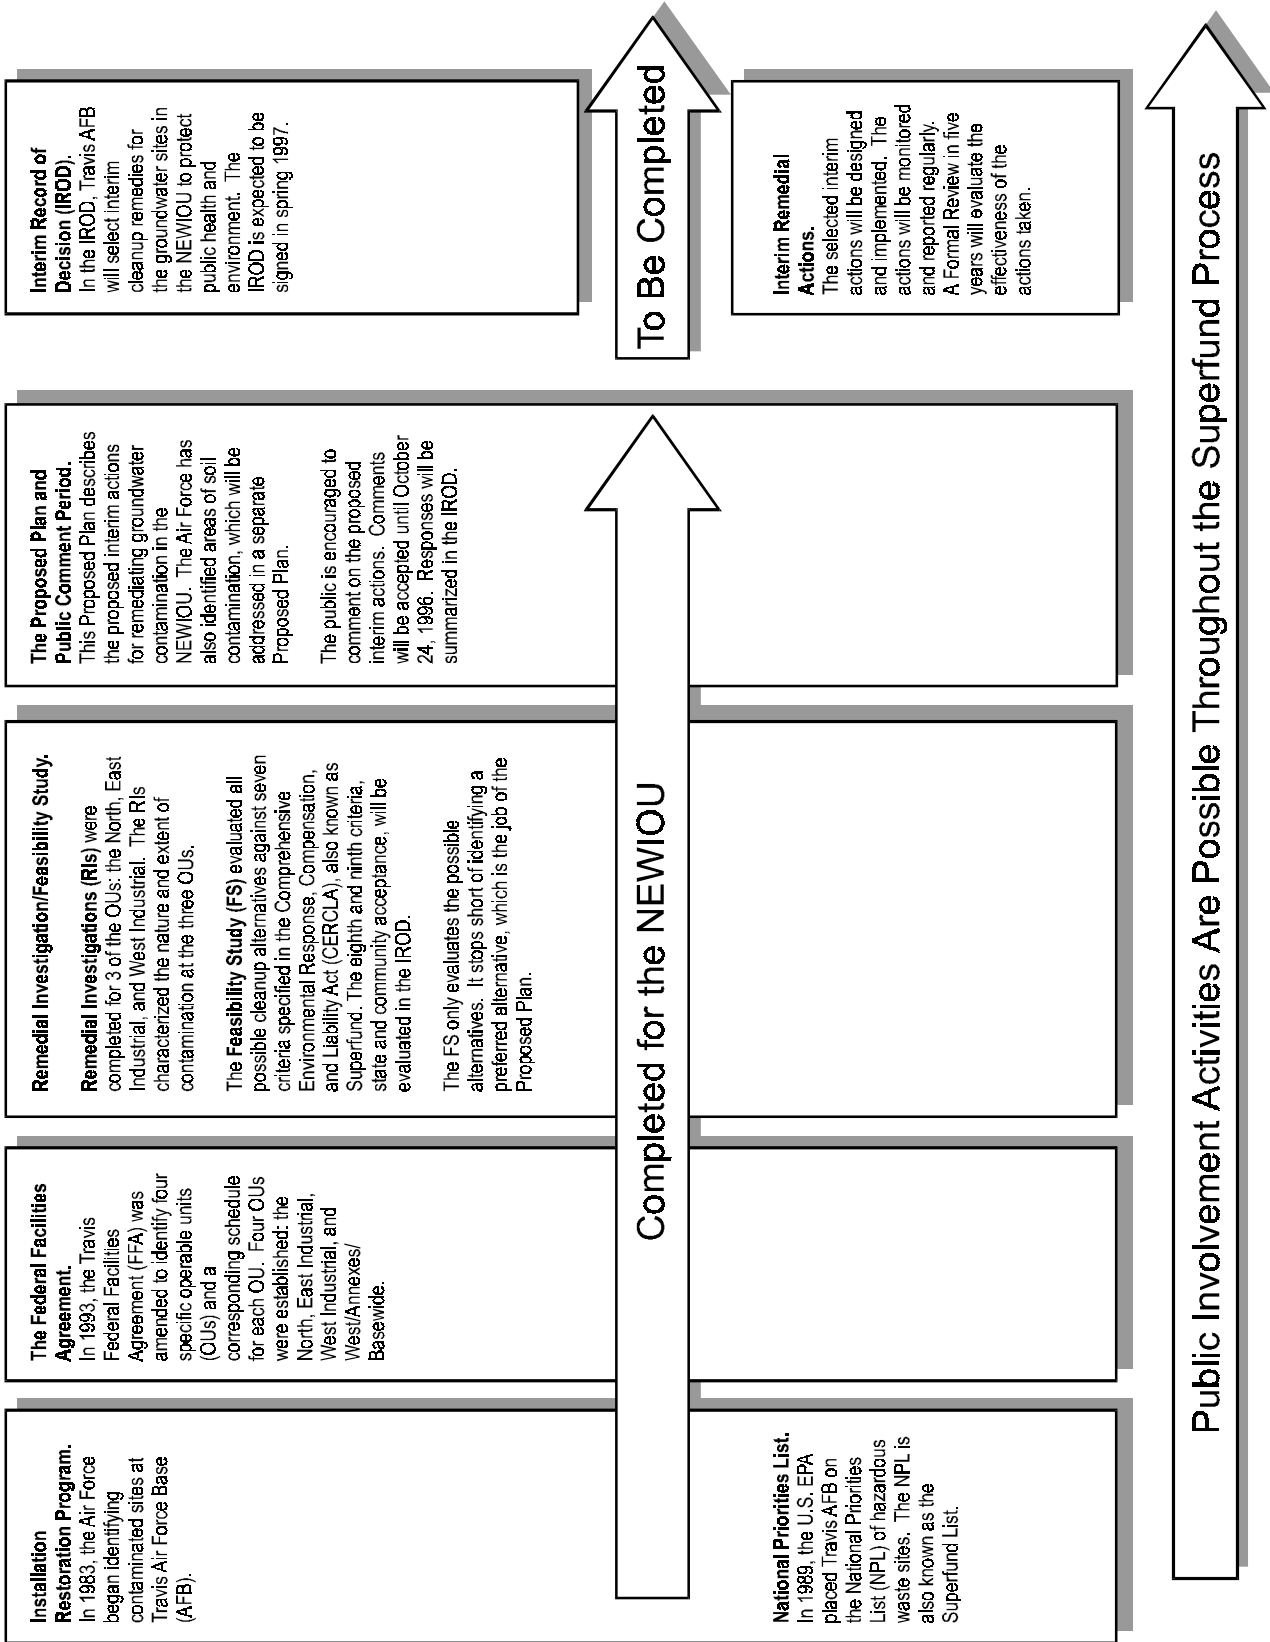 Installation
Restoration Program.
In 1983, the Air Force
began identifying
contaminated sites at
Travis Air Force Base
(AFB).
National Priorities List.
In 1989, the U.S. EPA
placed Travis AFB on
the National Priorities
List (NPL) of hazardous
waste sites. The NPL is
also known as the
Superfund List.
The Federal Facilities
Agreement.
In 1993, the Travis
Federal Facilities
Agreement (FFA) was
amended to identify four
specific operable units
(OUs) and a
corresponding schedule
for each OU. Four OUs
were established: the
North, East Industrial,
West Industrial, and
West/Annexes/
Basewide.
Remedial Investigation/Feasibility Study.
Remedial Investigations (RIs) were
completed for 3 of the OUs: the North, East
Industrial, and West Industrial. The RIs
characterized the nature and extent of
contamination at the three OUs.
The Feasibility Study (FS) evaluated all
possible cleanup alternatives against seven
criteria specified in the Comprehensive
Environmental Response, Compensation,
and Liability Act (CERCLA), also known as
Superfund. The eighth and ninth criteria,
state and community acceptance, will be
evaluated in the IROD.
The FS only evaluates the possible
alternatives. It stops short of identifying a
preferred alternative, which is the job of the
Proposed Plan.
The Proposed Plan and
Public Comment Period.
This Proposed Plan describes
the proposed interim actions
for remediating groundwater
contamination in the
NEWIOU. The Air Force has
also identified areas of soil
contamination, which will be
addressed in a separate
Proposed Plan.
The public is encouraged to
comment on the proposed
interim actions. Comments
will be accepted until October
24, 1996. Responses will be
summarized in the IROD.
Completed for the NEWIOU
Interim Record of
Decision (IROD).
In the IROD, Travis AFB
will select interim
cleanup remedies for
the groundwater sites in
the NEWIOU to protect
public health and
environment. The
IROD is expected to be
signed in spring 1997.
To Be Completed
Interim Remedial
Actions.
The selected interim
actions will be designed
and implemented. The
actions will be monitored
and reported regularly.
A Formal Review in five
years will evaluate the
effectiveness of the
actions taken.
Public Involvement Activities Are Possible Throughout the Superfund Process